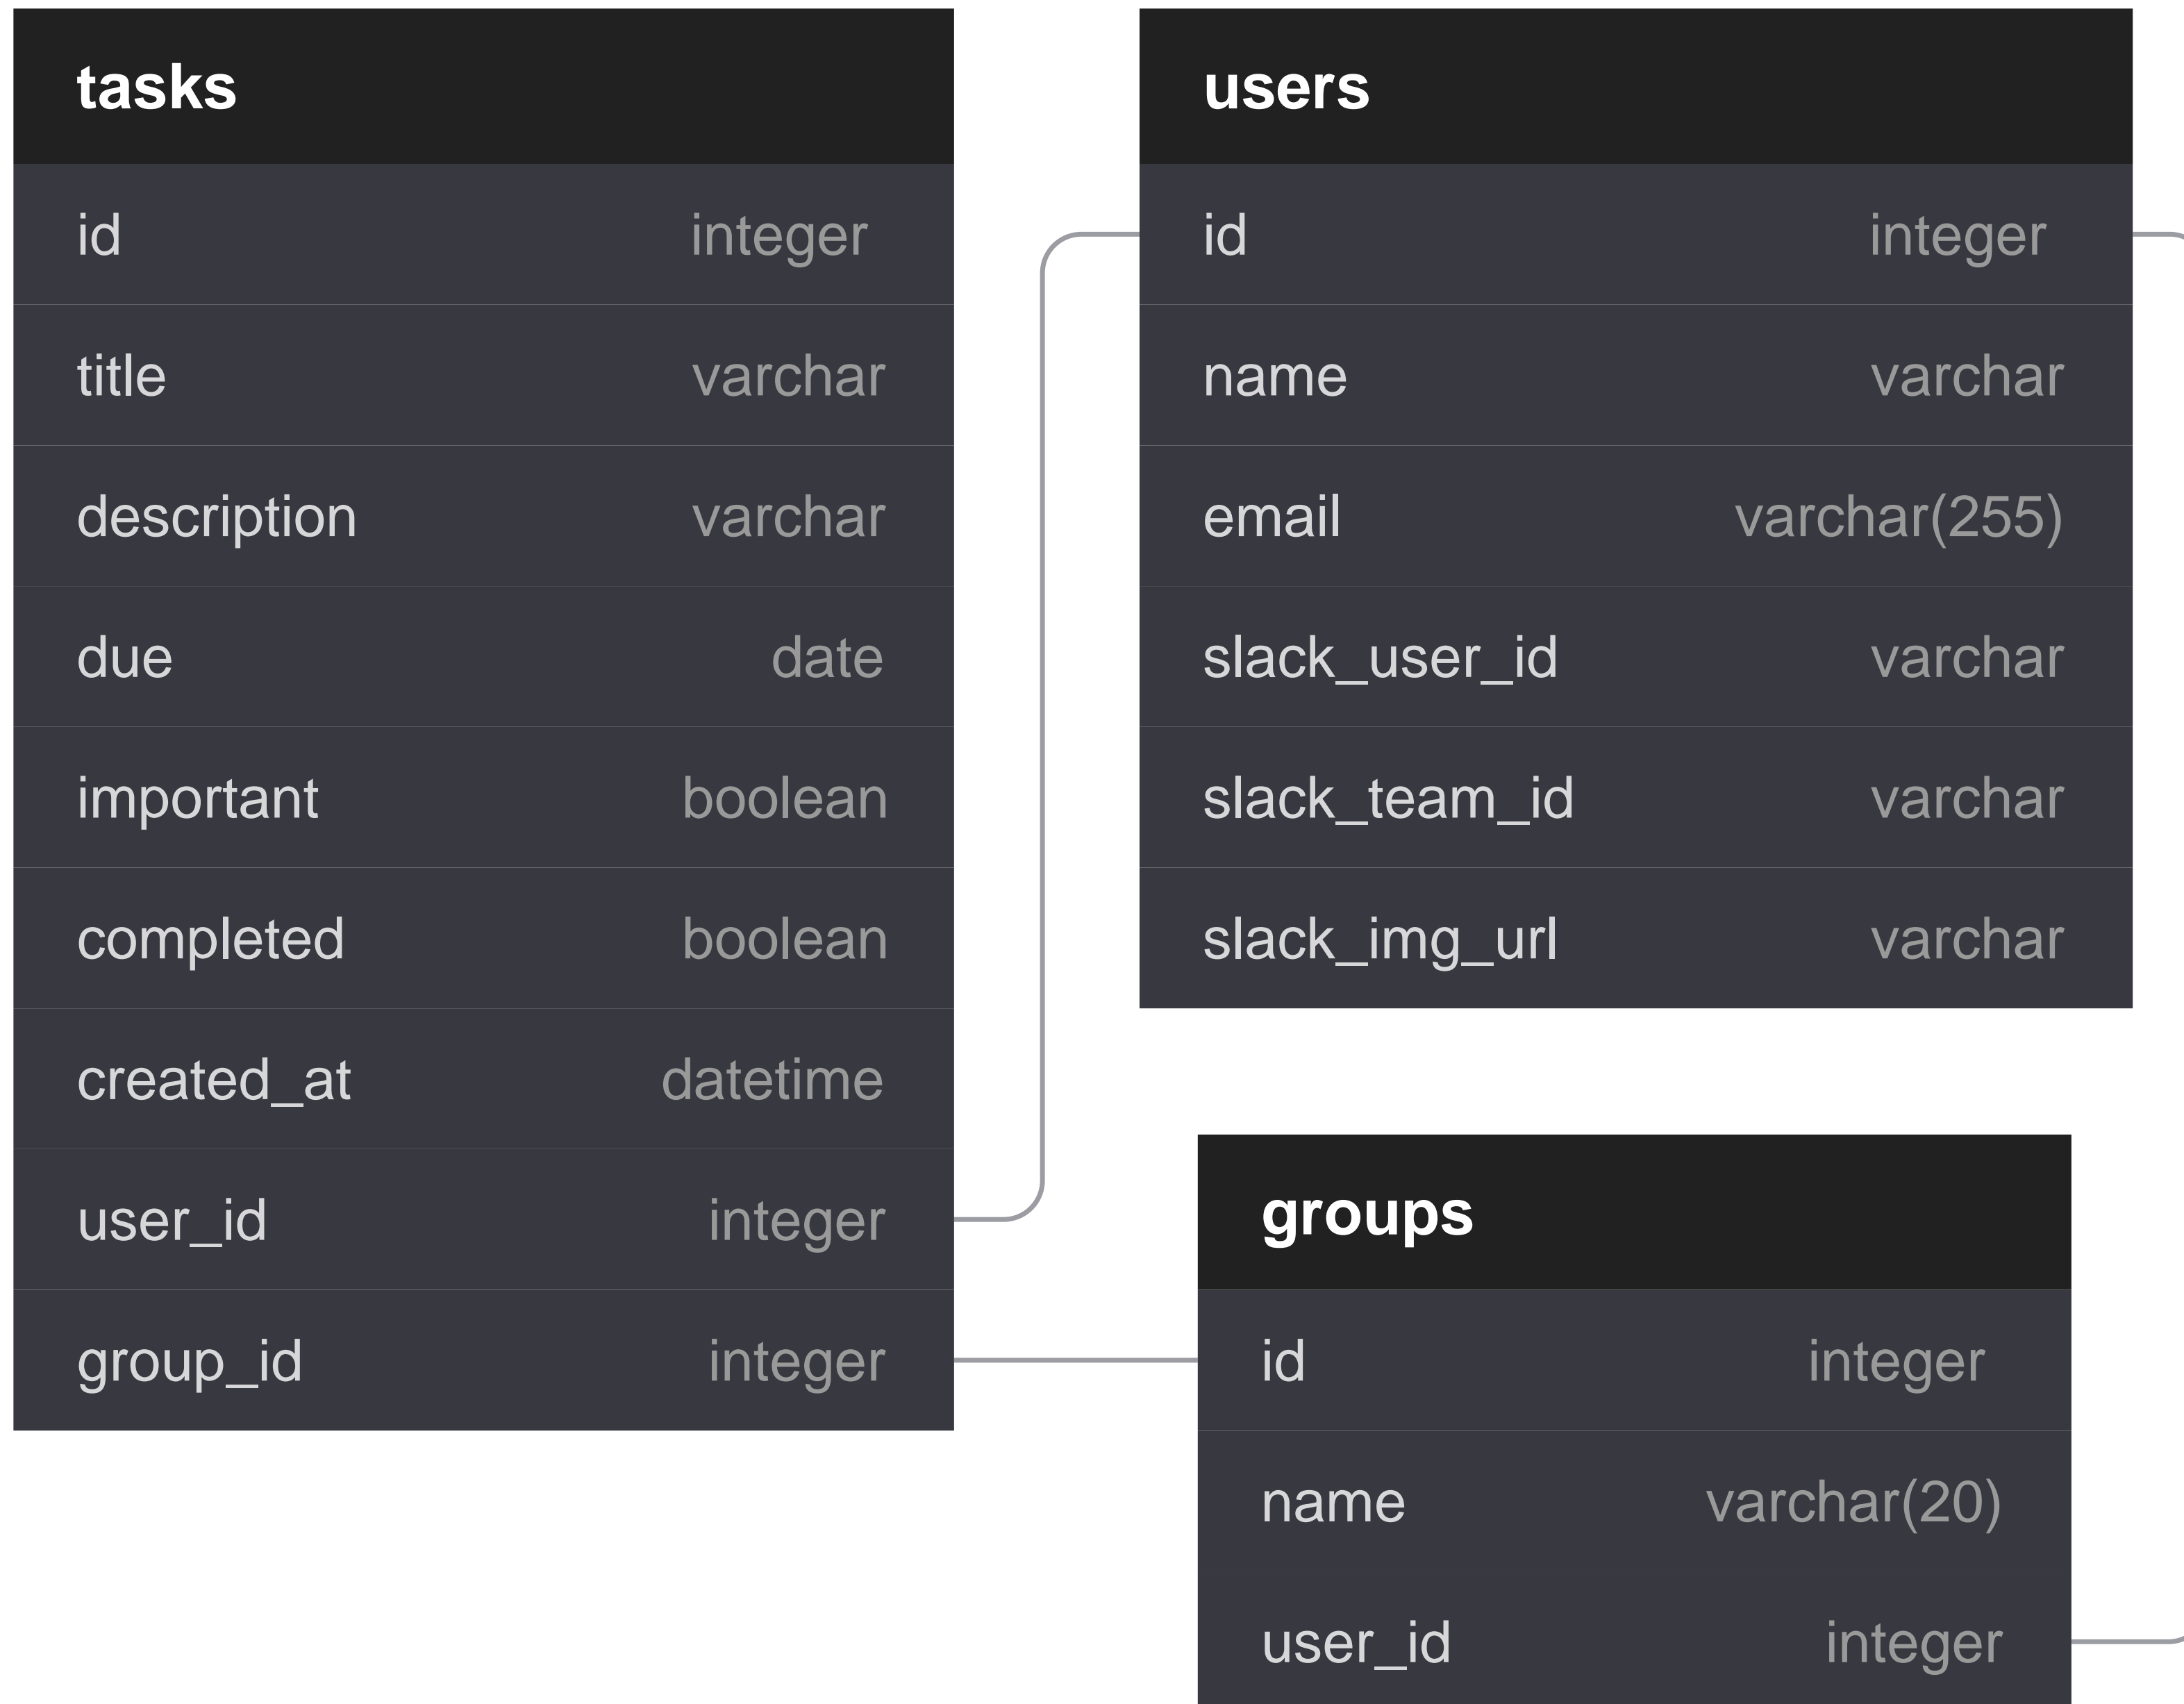 tasks
id integer
title varchar
description varchar
due date
important boolean
completed boolean
created_at datetime
user_id integer
group_id integer
users
id integer
name varchar
email varchar(255)
slack_user_id varchar
slack_team_id varchar
slack_img_url varchar
groups
id integer
name varchar(20)
user_id integer